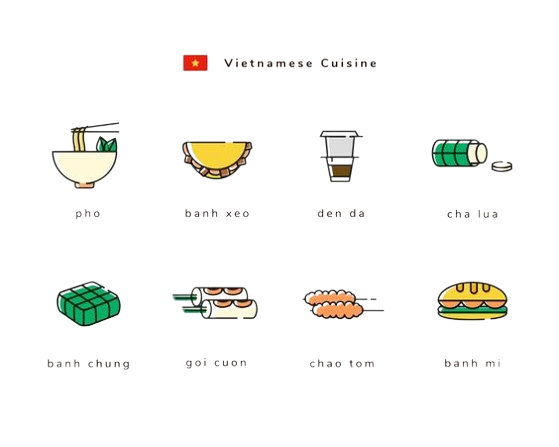 Vietnamese Cuisine
pho
banh xeo
den da
cha lua
banh chung
goi cuon
chao tom
banh mi